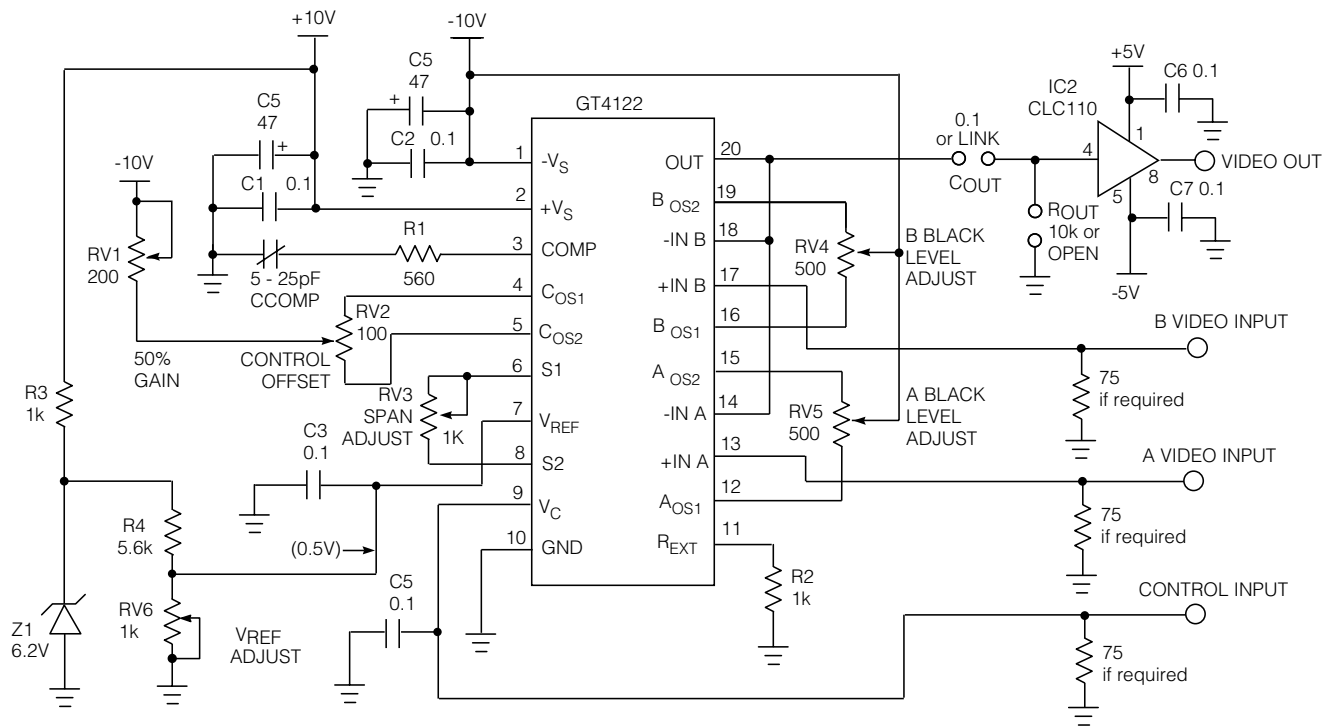 +10V
-10V
C5
47
+
C5
47
+
C2 0.1
-10V
C1 0.1
RV1
200
5 - 25pF
CCOMP
R1
560
RV2
100
50%
GAIN
CONTROL
OFFSET
R3
1k
RV3
SPAN
ADJUST
1K
C3
0.1
R4
5.6k
(0.5V)
RV6
1k
VREF
ADJUST
Z1
6.2V
C5
0.1
GT4122
1
-VS
2
+VS
3
COMP
4
COS1
5
COS2
6
S1
7
VREF
8
S2
9
VC
10
GND
OUT
20
B OS2
19
-IN B
18
+IN B
17
B OS1
16
A OS2
15
-IN A
14
+IN A
13
AOS1
12
REXT
11
R2
1k
RV4
500
B BLACK
LEVEL
ADJUST
RV5
500
A BLACK
LEVEL
ADJUST
0.1
or LINK
COUT
ROUT
10k or
OPEN
+5V
IC2
CLC110
C6 0.1
1
4
8
5
VIDEO OUT
C7 0.1
-5V
B VIDEO INPUT
75
if required
A VIDEO INPUT
75
if required
CONTROL INPUT
75
if required